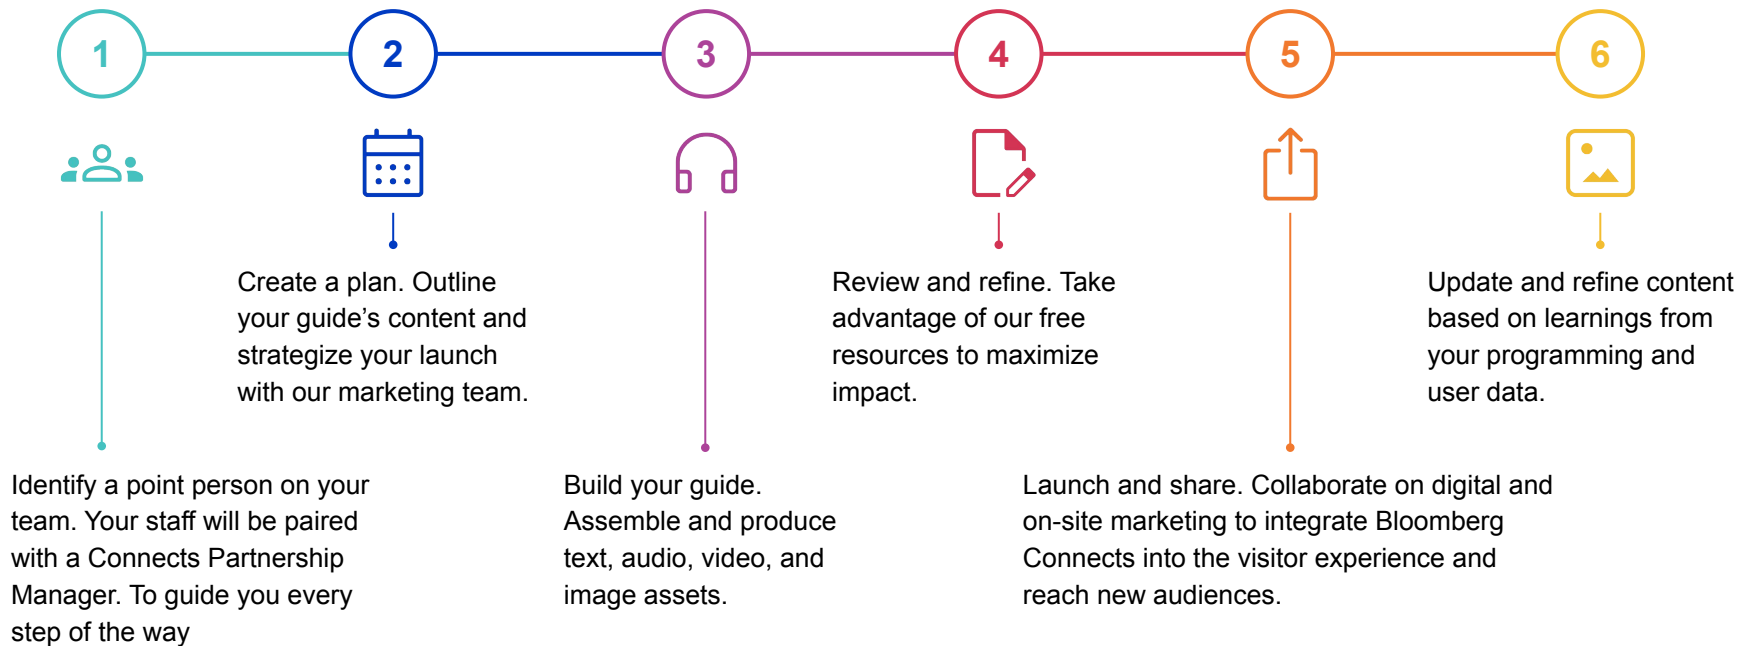 1
2
3
4
5
6
Create a plan. Outline
your guide’s content and
strategize your launch
with our marketing team.
Review and refine. Take
advantage of our free
resources to maximize
impact.
Update and refine content
based on learnings from
your programming and
user data.
Identify a point person on your
team. Your staff will be paired
with a Connects Partnership
Manager. To guide you every
step of the way
Build your guide.
Assemble and produce
text, audio, video, and
image assets.
Launch and share. Collaborate on digital and
on-site marketing to integrate Bloomberg
Connects into the visitor experience and
reach new audiences.